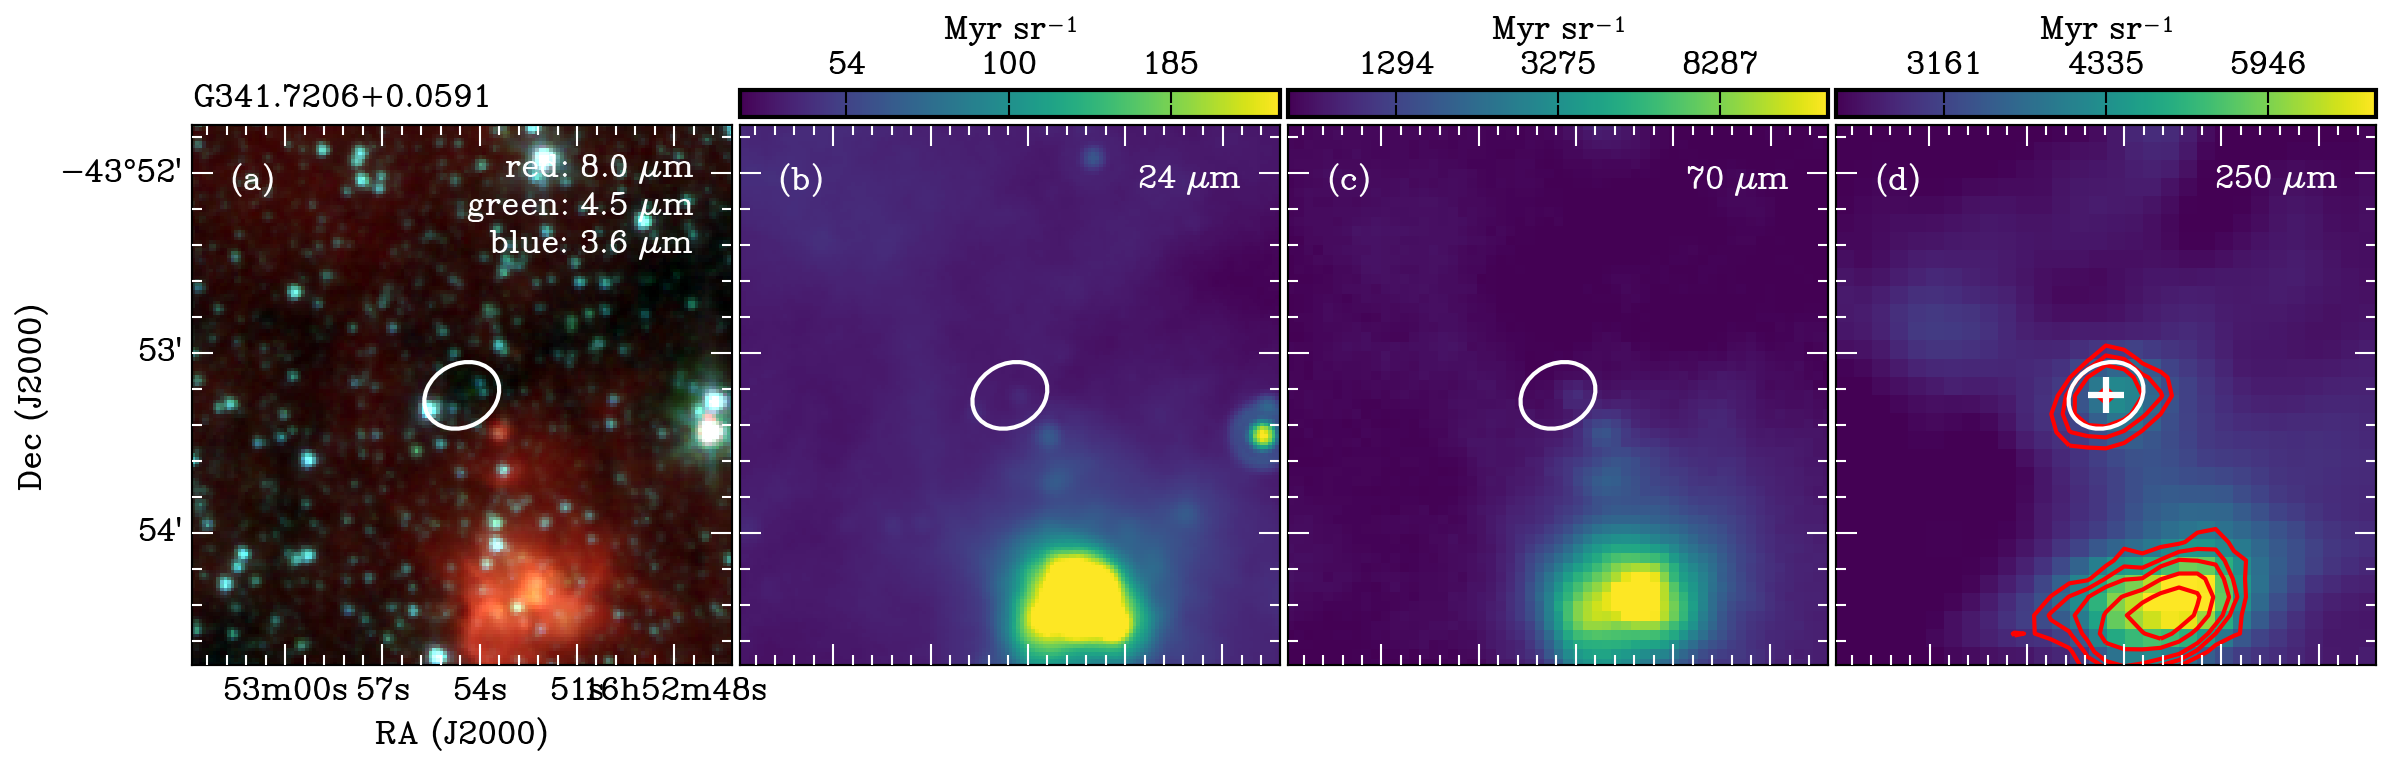 Myr sr⁻¹
54 100 185
Myr sr⁻¹
1294 3275 8287
Myr sr⁻¹
3161 4335 5946
G341.7206+0.0591
(a)
red: 8.0 μm
green: 4.5 μm
blue: 3.6 μm
(b)
24 μm
(c)
70 μm
(d)
250 μm
−43°52'
53'
54'
Dec (J2000)
53m00s 57s 54s 51s 16h52m48s
RA (J2000)